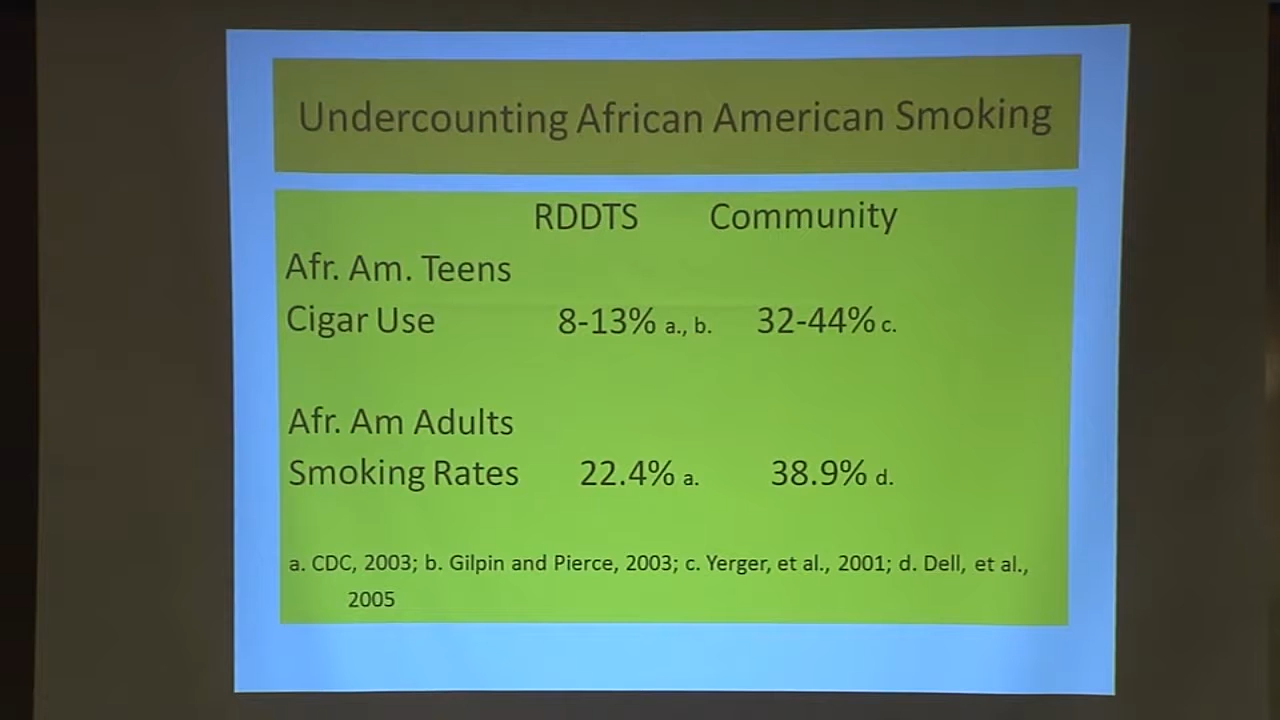 Undercounting African American Smoking
RDDTS Community
Afr. Am. Teens
Cigar Use 8-13% a., b. 32-44% c.
Afr. Am Adults
Smoking Rates 22.4% a. 38.9% d.
a. CDC, 2003; b. Gilpin and Pierce, 2003; c. Yerger, et al., 2001; d. Dell, et al.,
2005